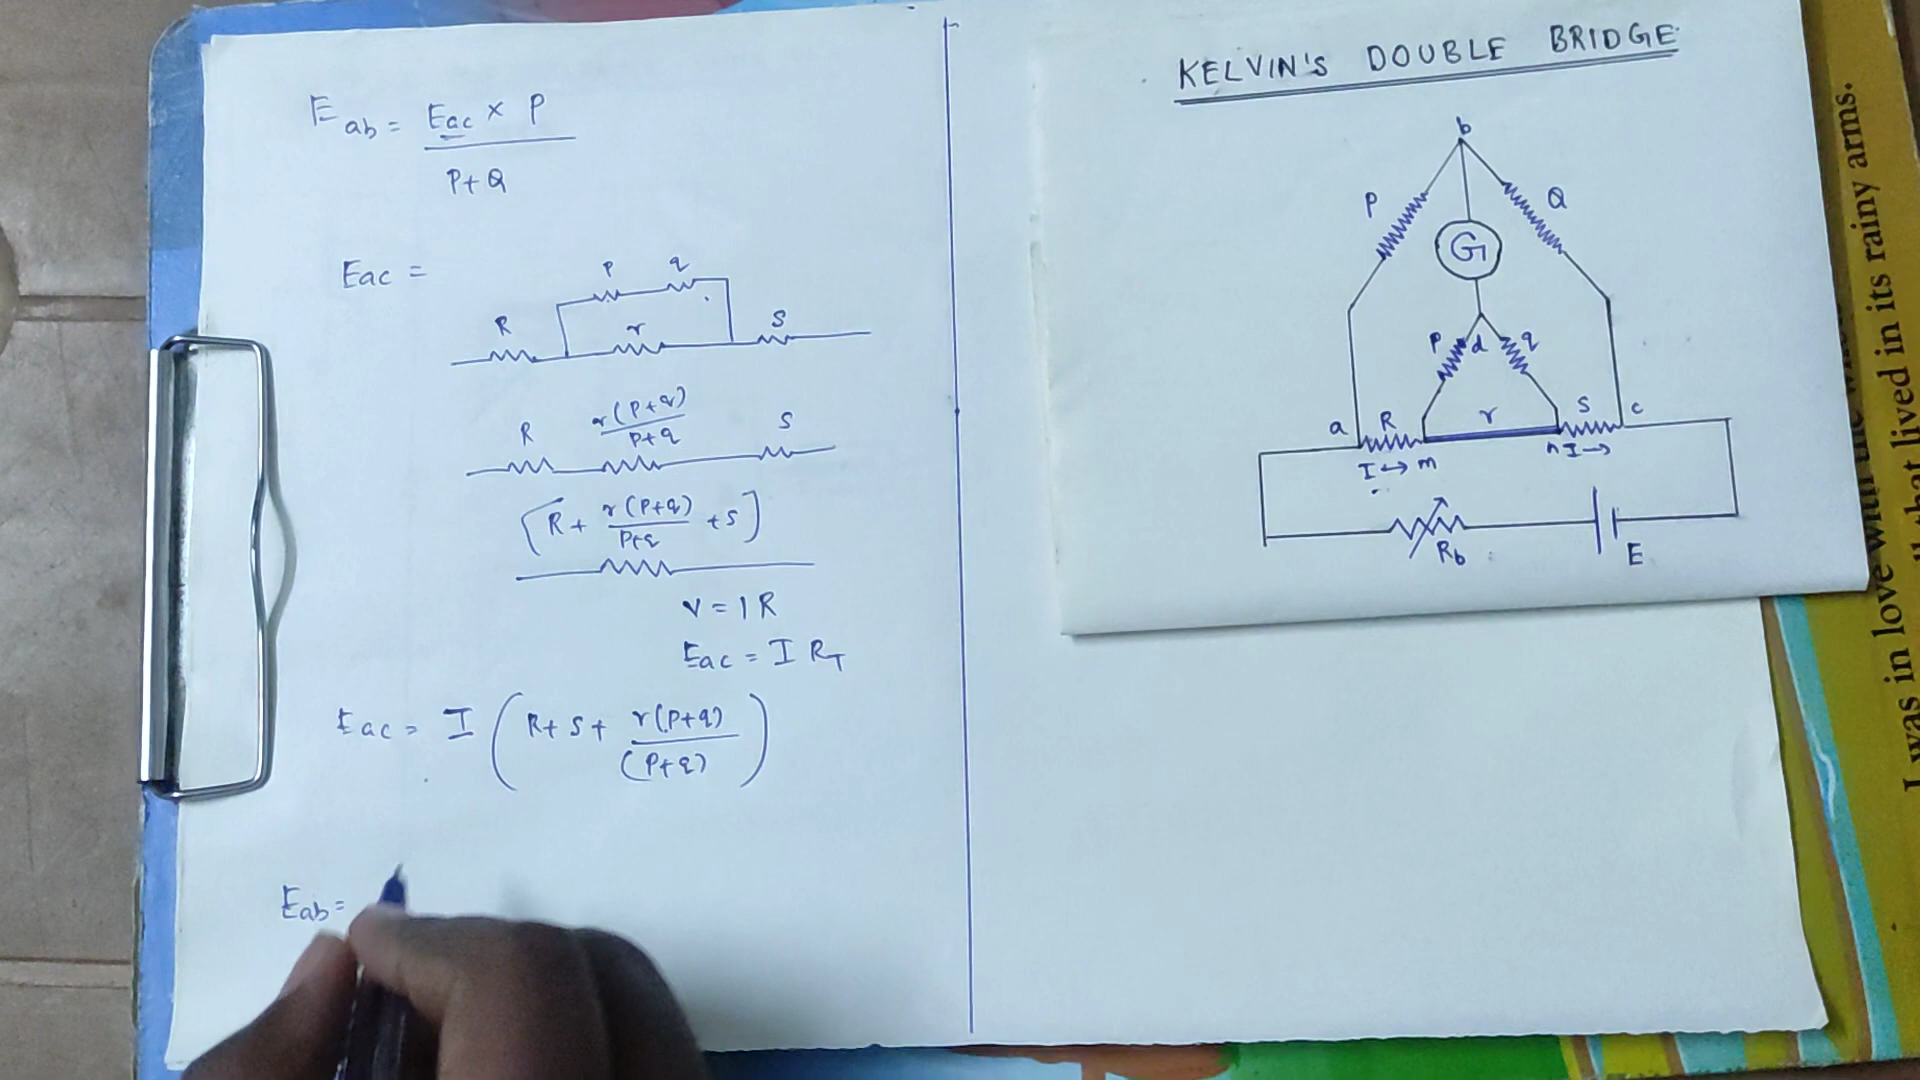 Eab = Eac × P
P+Q
Eac =
P q
R r S
R r(P+q) S
P+q
[R + r(P+q) + S]
P+q
V = IR
Eac = I RT
Eac = I ( R + S + r(P+q) )
(P+q)
Eab =
KELVIN'S DOUBLE BRIDGE
b
P Q
G
P d q
a R r S c
I → m n I →
Rb E
I was in love with the
that lived in its rainy arms.